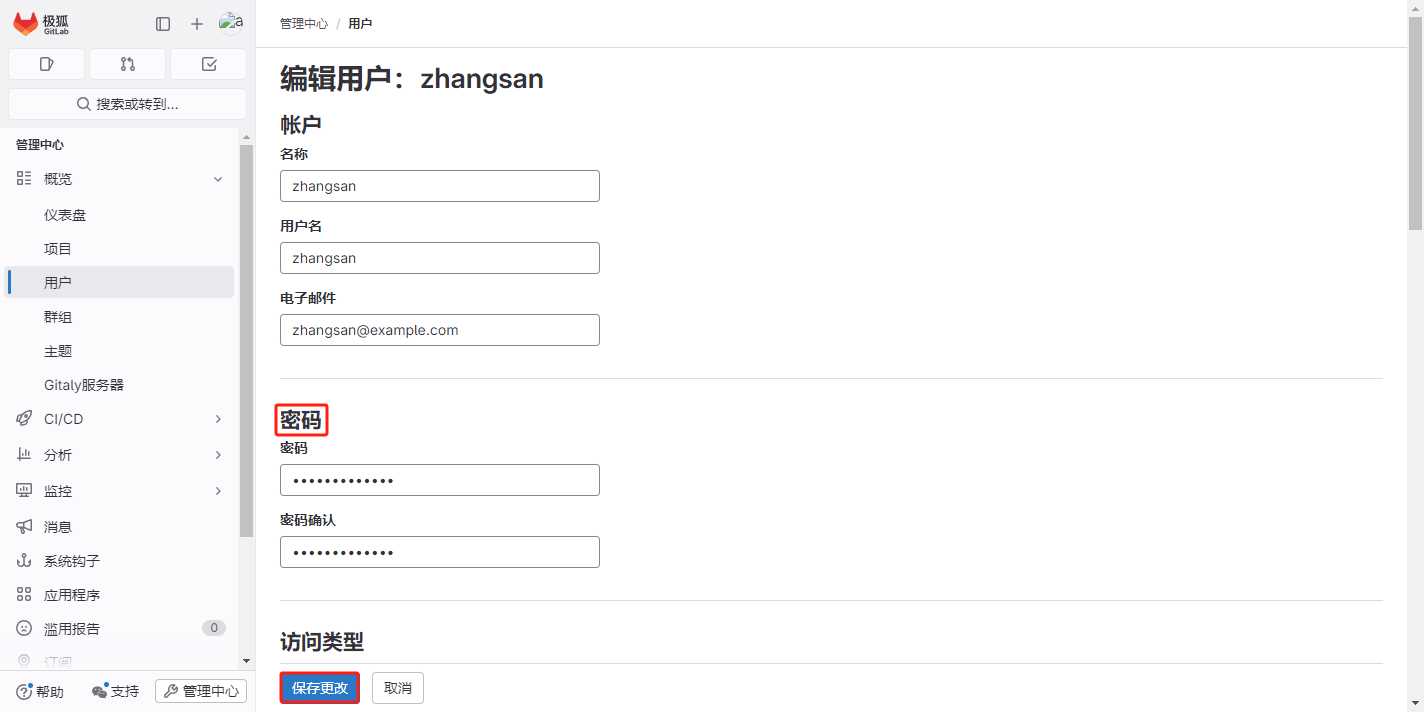 极狐
GitLab
a
搜索或转到...
管理中心
概览
仪表盘
项目
用户
群组
主题
Gitaly服务器
CI/CD
分析
监控
消息
系统钩子
应用程序
滥用报告 0
订阅
帮助 支持 管理中心
管理中心 / 用户
编辑用户：zhangsan
帐户
名称
zhangsan
用户名
zhangsan
电子邮件
zhangsan@example.com
密码
密码
•••••••••••••
密码确认
•••••••••••••
访问类型
保存更改 取消